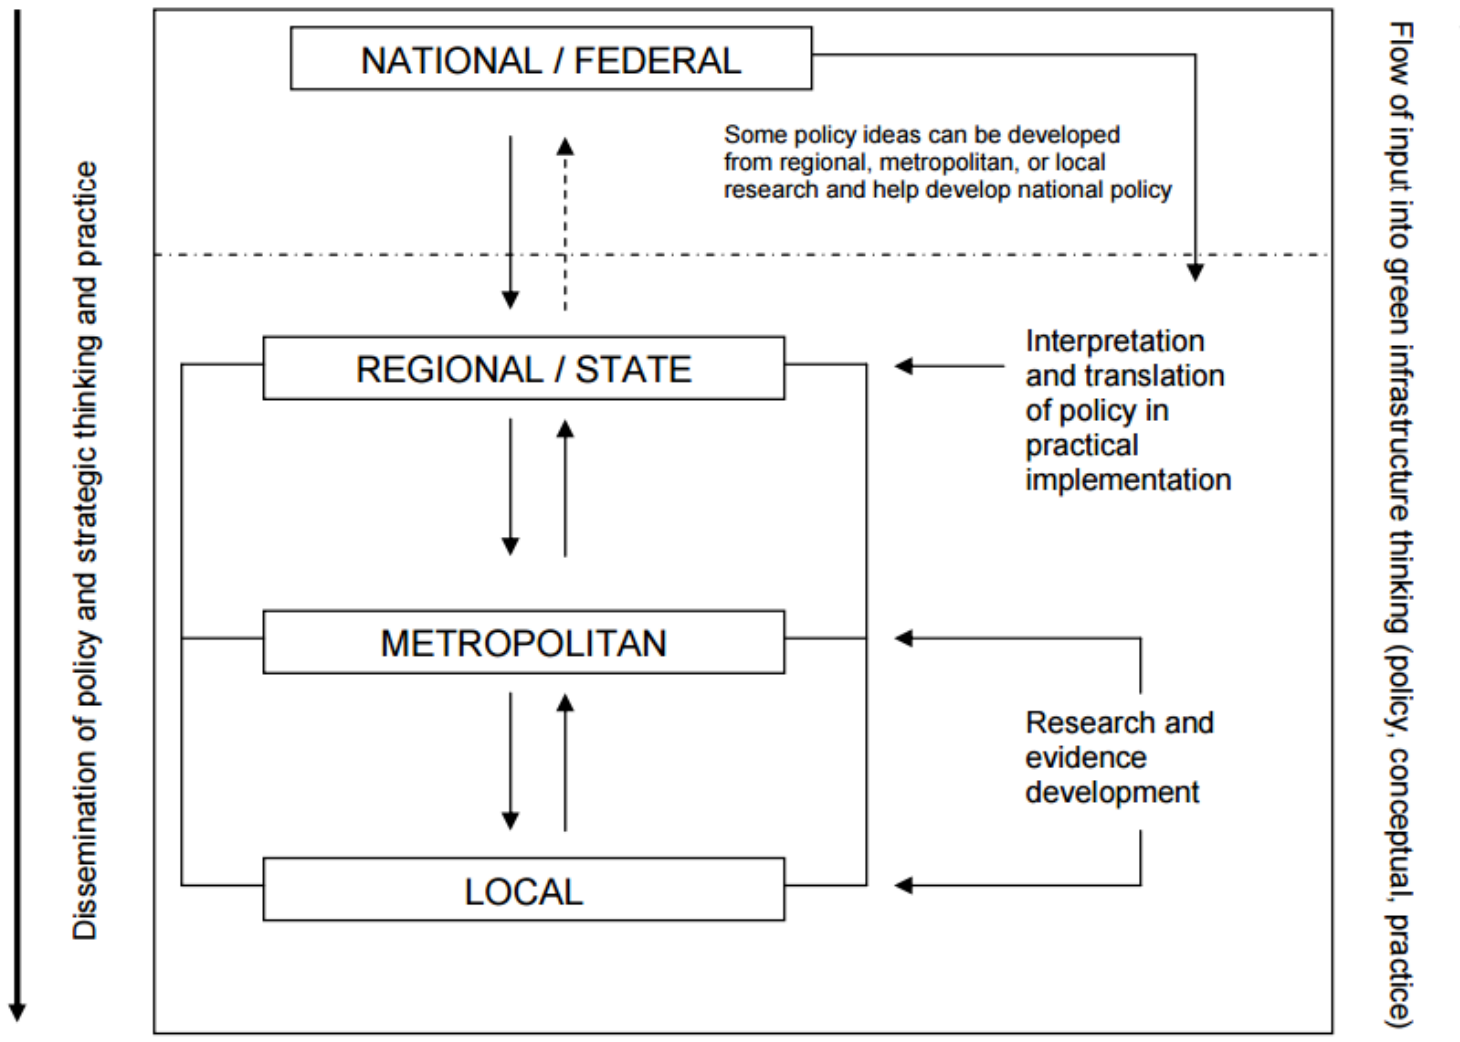 NATIONAL / FEDERAL
Some policy ideas can be developed
from regional, metropolitan, or local
research and help develop national policy
REGIONAL / STATE
Interpretation
and translation
of policy in
practical
implementation
METROPOLITAN
Research and
evidence
development
LOCAL
Dissemination of policy and strategic thinking and practice
Flow of input into green infrastructure thinking (policy, conceptual, practice)